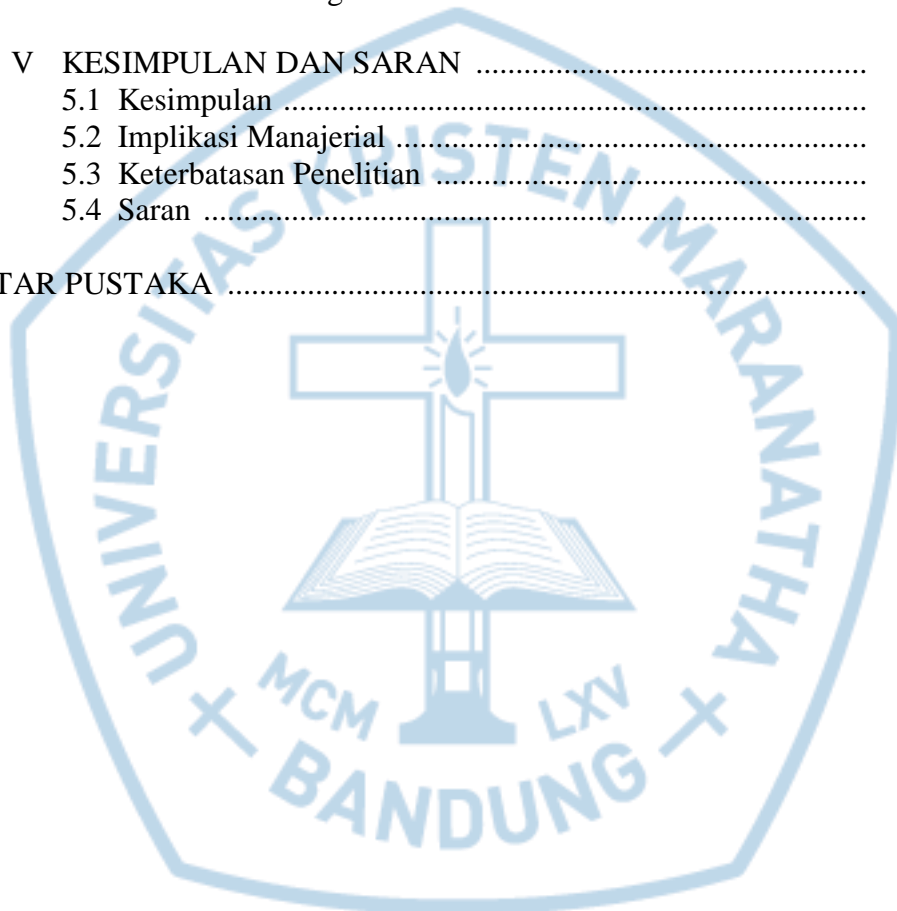 V KESIMPULAN DAN SARAN .................................................
5.1 Kesimpulan .........................................................................
5.2 Implikasi Manajerial ...........................................................
5.3 Keterbatasan Penelitian ......................................................
5.4 Saran ...................................................................................
TAR PUSTAKA ................................................................................
UNIVERSITAS KRISTEN MARANATHA
MCM LXV
BANDUNG